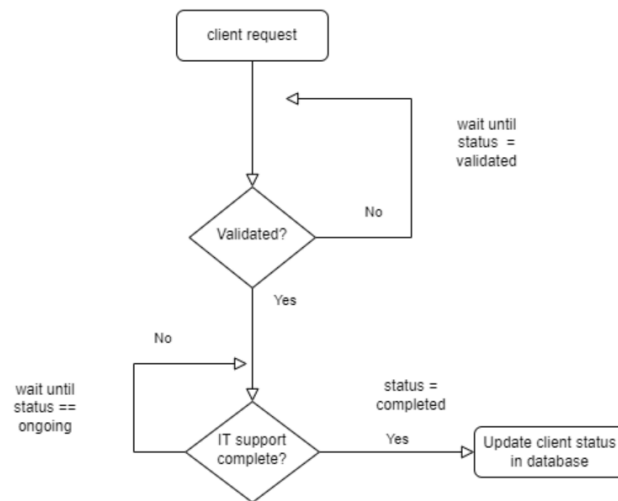 client request
wait until
status =
validated
Validated?
No
Yes
No
wait until
status ==
ongoing
status =
completed
IT support
complete?
Yes
Update client status
in database